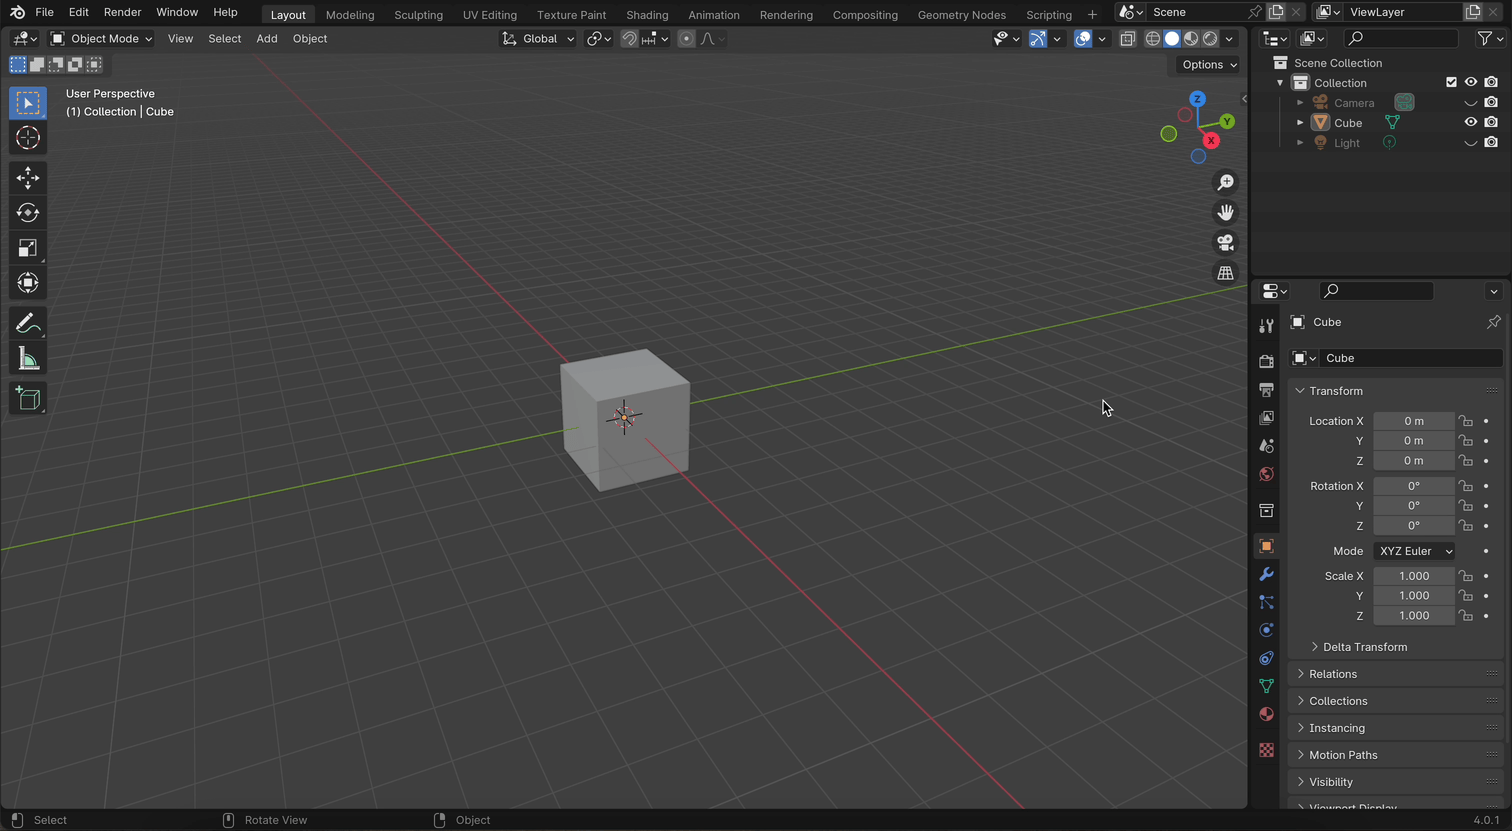 File Edit Render Window Help Layout Modeling Sculpting UV Editing Texture Paint Shading Animation Rendering Compositing Geometry Nodes Scripting + Scene ViewLayer
Object Mode View Select Add Object Global
Options
User Perspective
(1) Collection | Cube
Z
Y
X
Scene Collection
Collection
Camera
Cube
Light
Cube
Cube
Transform
Location X 0 m
Y 0 m
Z 0 m
Rotation X 0°
Y 0°
Z 0°
Mode XYZ Euler
Scale X 1.000
Y 1.000
Z 1.000
Delta Transform
Relations
Collections
Instancing
Motion Paths
Visibility
Viewport Display
Select Rotate View Object 4.0.1